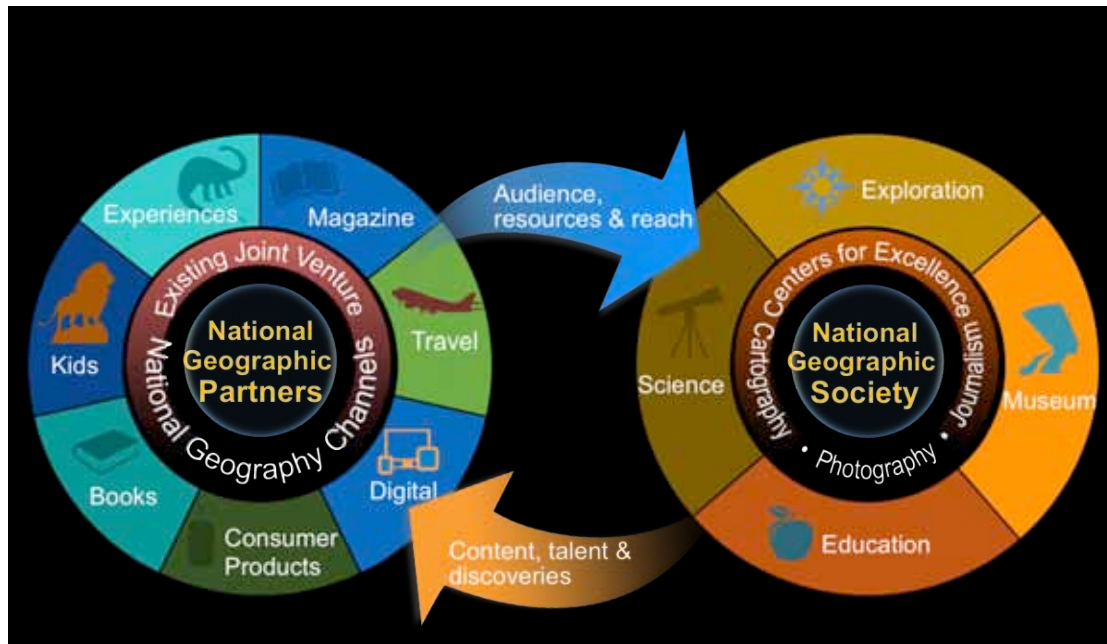 Experiences
Magazine
Travel
Digital
Consumer
Products
Books
Kids
Existing Joint Venture
National Geography Channels
National
Geographic
Partners
Audience,
resources & reach
Content, talent &
discoveries
Exploration
Museum
Education
Science
Centers for Excellence
Cartography • Photography • Journalism
National
Geographic
Society